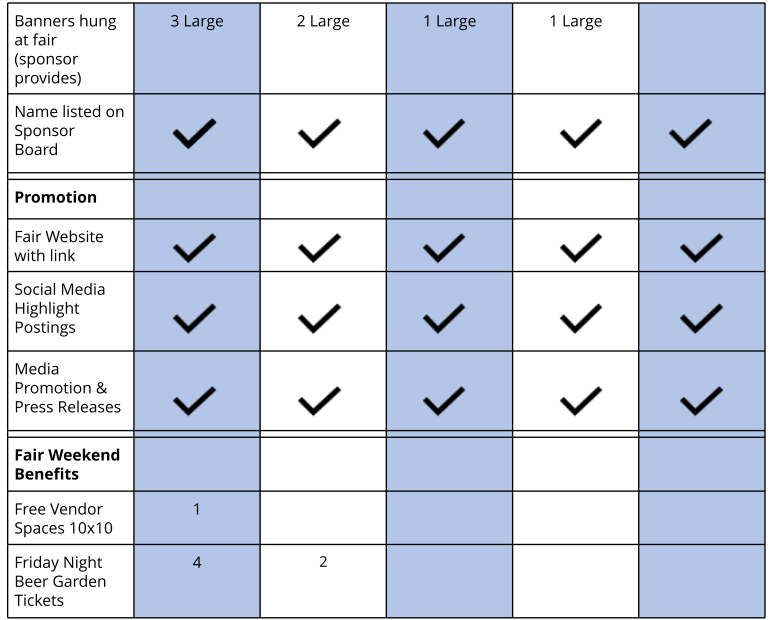 Banners hung 3 Large 2 Large 1 Large 1 Large
at fair
(sponsor
provides)
Name listed on
Sponsor
Board
Promotion
Fair Website
with link
Social Media
Highlight
Postings
Media
Promotion &
Press Releases
Fair Weekend
Benefits
Free Vendor 1
Spaces 10x10
Friday Night 4 2
Beer Garden
Tickets